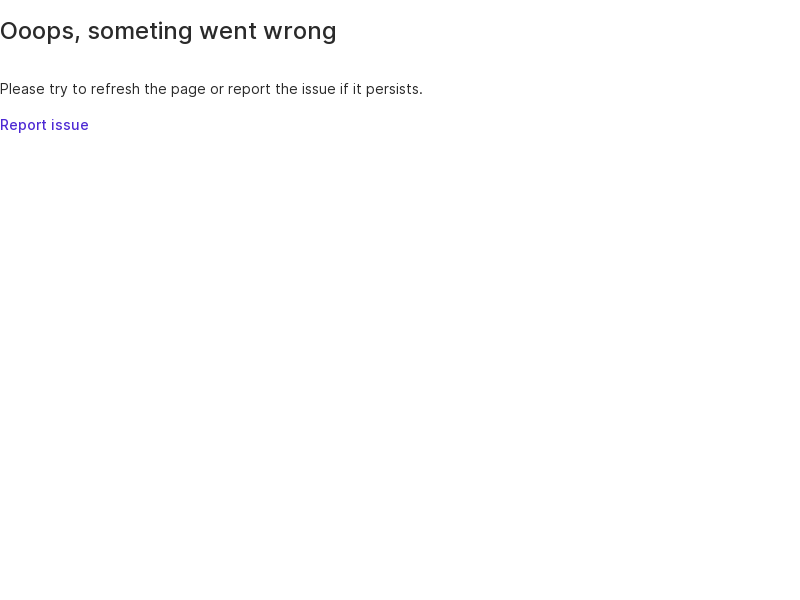 Ooops, someting went wrong
Please try to refresh the page or report the issue if it persists.
Report issue